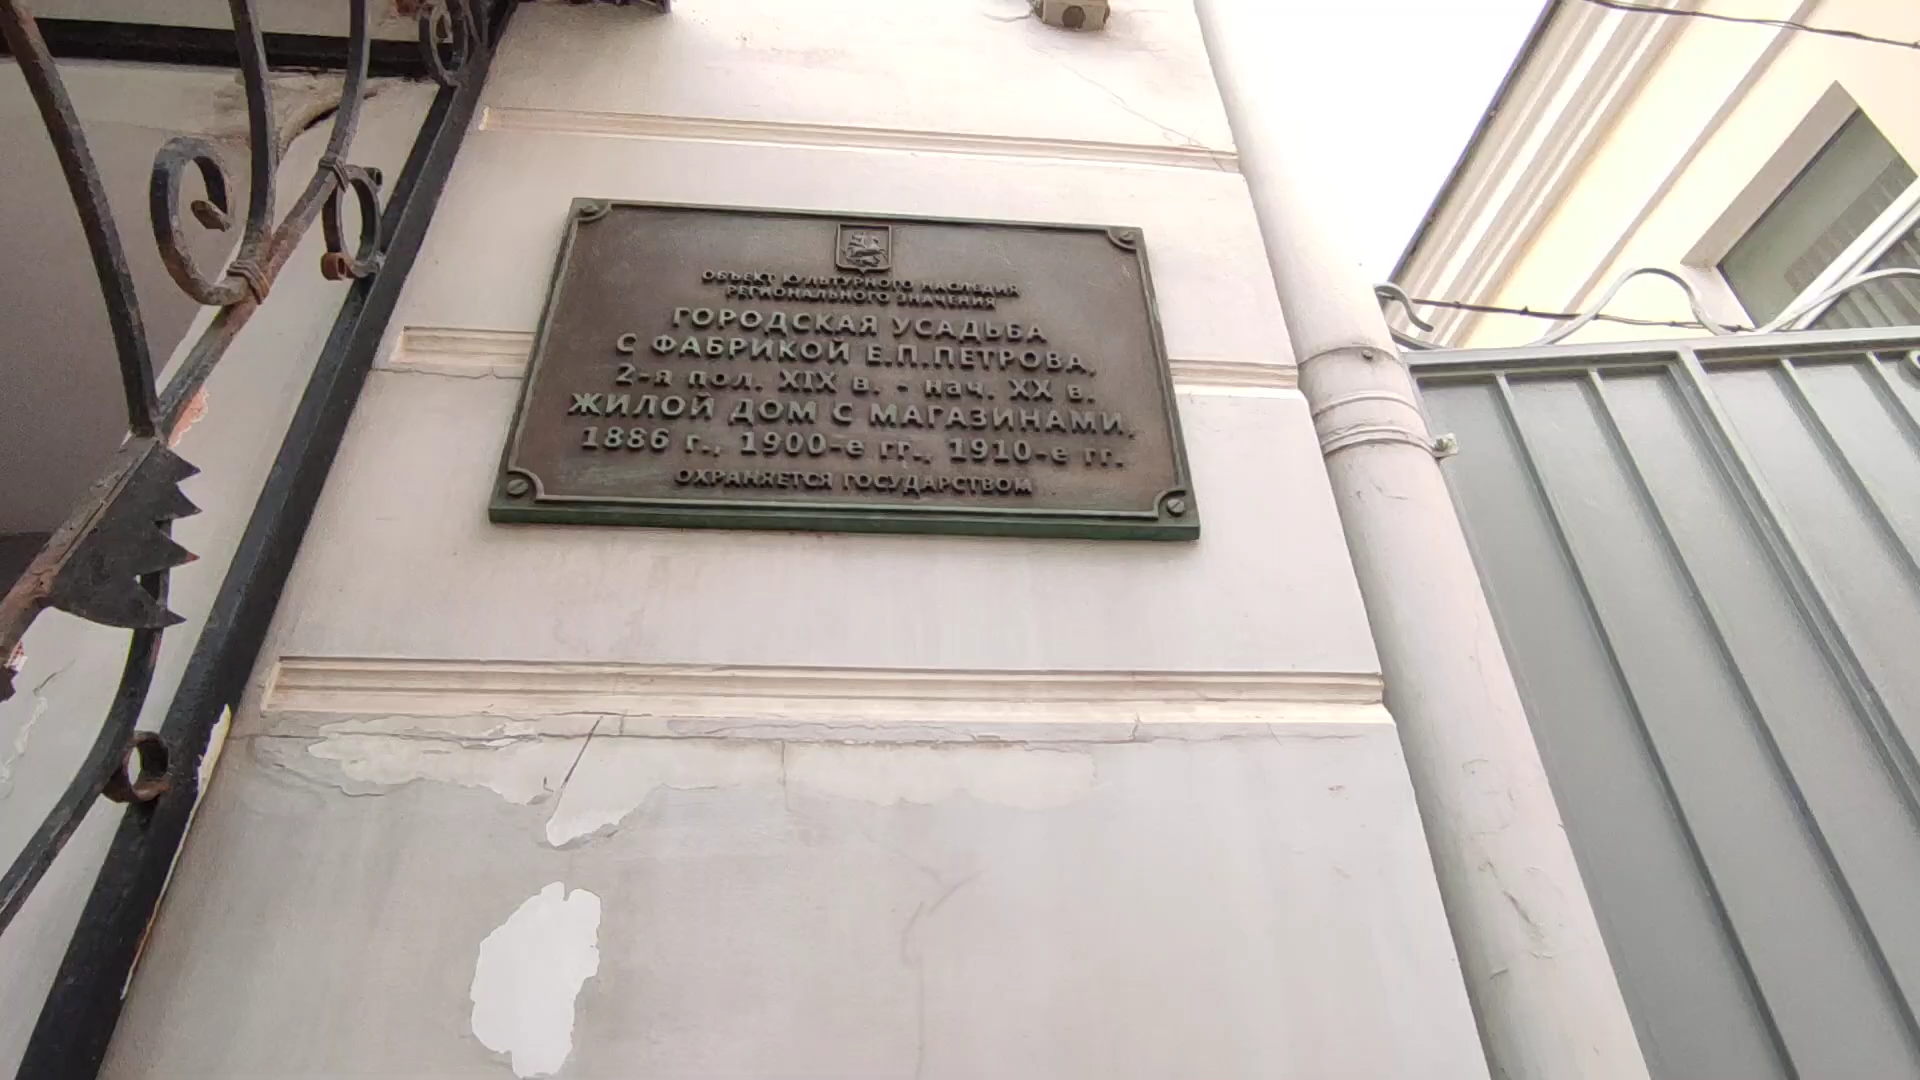 ОБЪЕКТ КУЛЬТУРНОГО НАСЛЕДИЯ
РЕГИОНАЛЬНОГО ЗНАЧЕНИЯ
ГОРОДСКАЯ УСАДЬБА
С ФАБРИКОЙ Е.П.ПЕТРОВА,
2-я пол. XIX в. - нач. XX в.
ЖИЛОЙ ДОМ С МАГАЗИНАМИ,
1886 г., 1900-е гг., 1910-е гг.
ОХРАНЯЕТСЯ ГОСУДАРСТВОМ